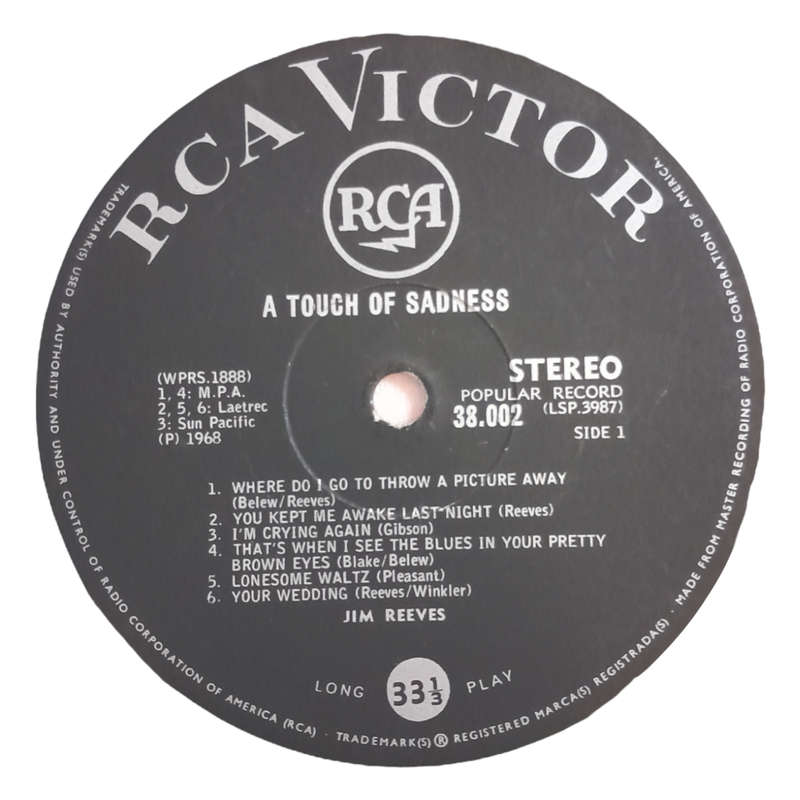 RCA VICTOR
RCA
A TOUCH OF SADNESS
(WPRS.1888)
1, 4: M.P.A.
2, 5, 6: Laetrec
3: Sun Pacific
(P) 1968
STEREO
POPULAR RECORD
38.002 (LSP.3987)
SIDE 1
1. WHERE DO I GO TO THROW A PICTURE AWAY
(Belew/Reeves)
2. YOU KEPT ME AWAKE LAST NIGHT (Reeves)
3. I'M CRYING AGAIN (Gibson)
4. THAT'S WHEN I SEE THE BLUES IN YOUR PRETTY
BROWN EYES (Blake/Belew)
5. LONESOME WALTZ (Pleasant)
6. YOUR WEDDING (Reeves/Winkler)
JIM REEVES
LONG 33 1/3 PLAY
TRADEMARK(S) USED BY AUTHORITY AND UNDER CONTROL OF RADIO CORPORATION OF AMERICA (RCA) · TRADEMARK(S) ® REGISTERED MARCA(S) REGISTRADA(S) · MADE FROM MASTER RECORDING OF RADIO CORPORATION OF AMERICA.